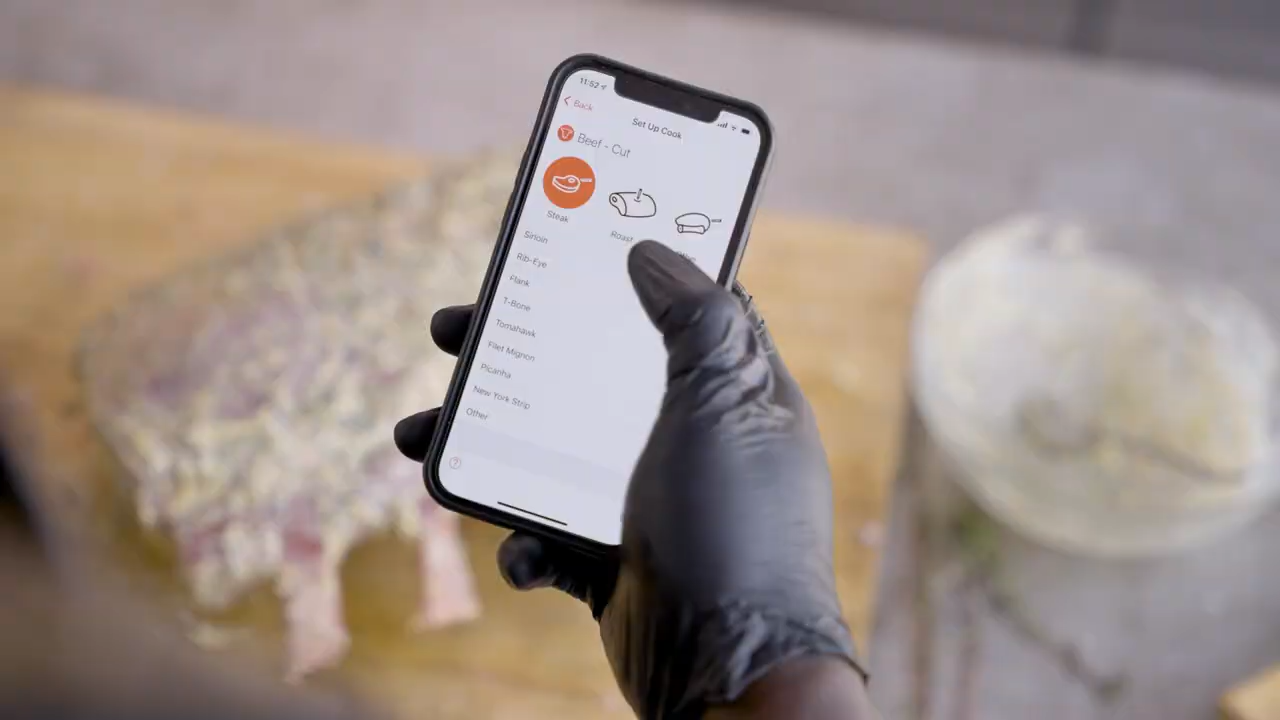 11:52
Back
Set Up Cook
Beef - Cut
Steak
Roast
Sirloin
Rib-Eye
Flank
T-Bone
Tomahawk
Filet Mignon
Picanha
New York Strip
Other
?